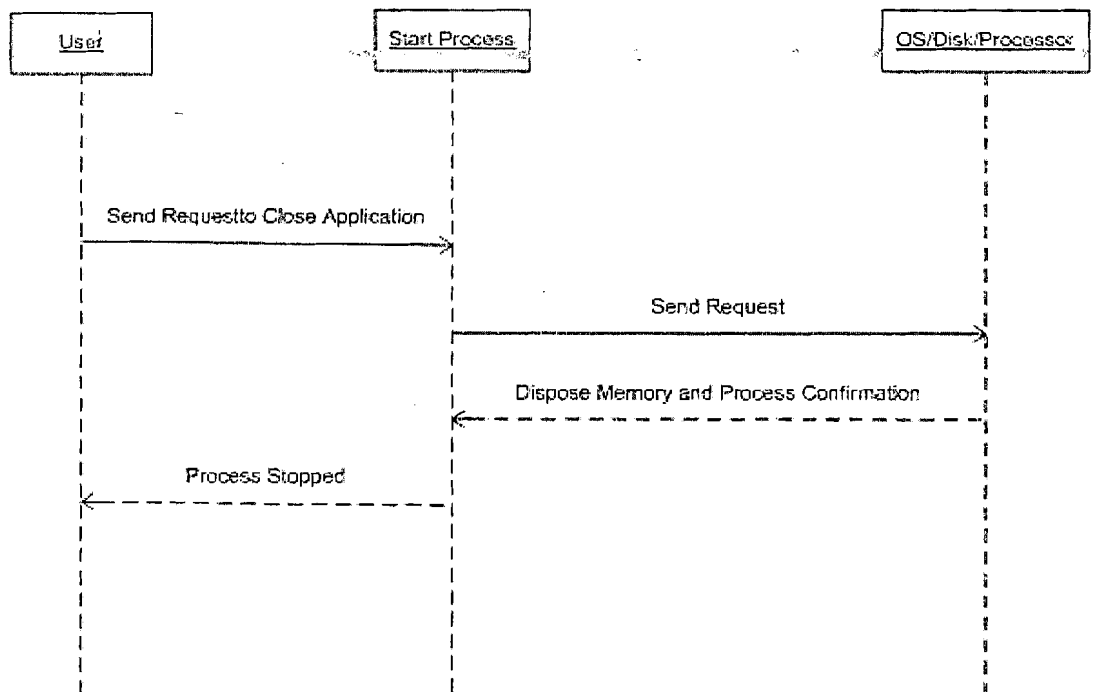 User
Start Process
OS/Disk/Processor
Send Requestto Close Application
Send Request
Dispose Memory and Process Confirmation
Process Stopped